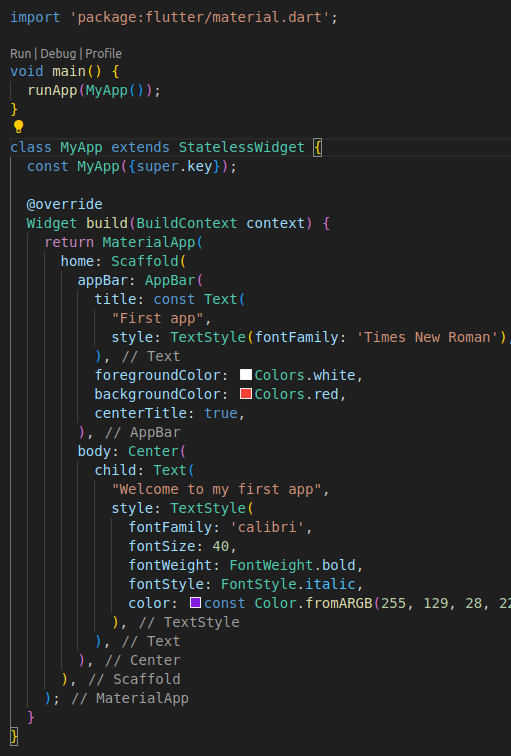 import 'package:flutter/material.dart';
Run | Debug | Profile
void main() {
  runApp(MyApp());
}
class MyApp extends StatelessWidget {
  const MyApp({super.key});
  @override
  Widget build(BuildContext context) {
    return MaterialApp(
      home: Scaffold(
        appBar: AppBar(
          title: const Text(
            "First app",
            style: TextStyle(fontFamily: 'Times New Roman'),
          ), // Text
          foregroundColor: Colors.white,
          backgroundColor: Colors.red,
          centerTitle: true,
        ), // AppBar
        body: Center(
          child: Text(
            "Welcome to my first app",
            style: TextStyle(
              fontFamily: 'calibri',
              fontSize: 40,
              fontWeight: FontWeight.bold,
              fontStyle: FontStyle.italic,
              color: const Color.fromARGB(255, 129, 28, 22
            ), // TextStyle
          ), // Text
        ), // Center
      ), // Scaffold
    ); // MaterialApp
  }
}